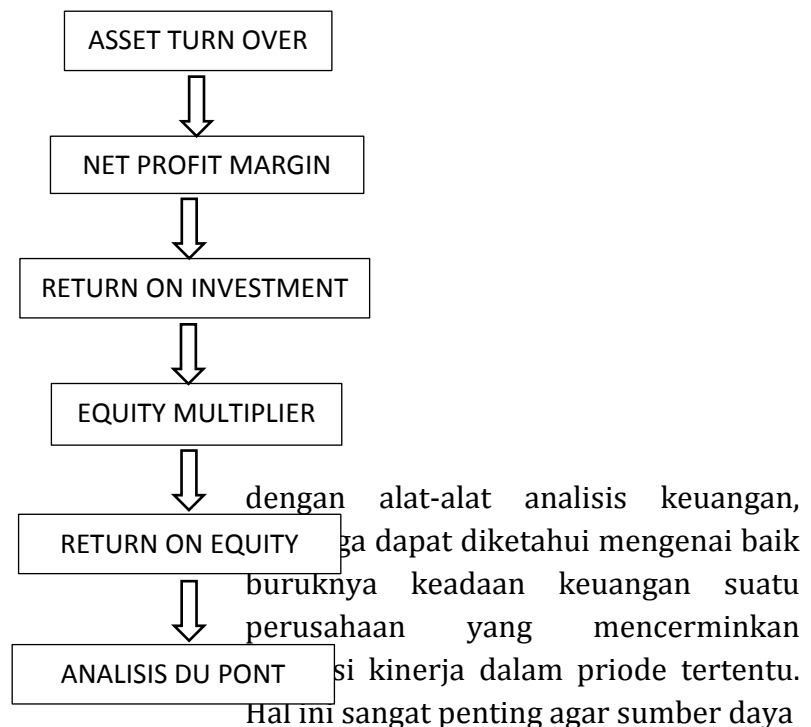 ASSET TURN OVER
NET PROFIT MARGIN
RETURN ON INVESTMENT
EQUITY MULTIPLIER
RETURN ON EQUITY
ANALISIS DU PONT
dengan alat-alat analisis keuangan,
dapat diketahui mengenai baik
buruknya keadaan keuangan suatu
perusahaan yang mencerminkan
kinerja dalam priode tertentu.
Hal ini sangat penting agar sumber daya